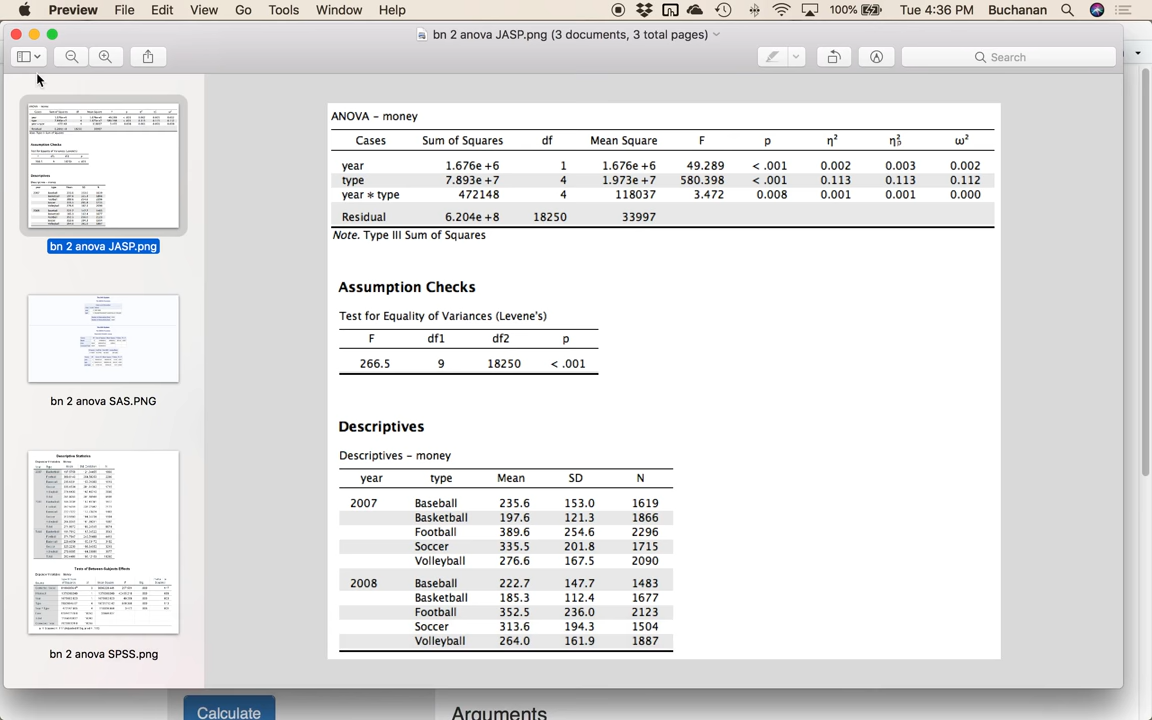 Preview File Edit View Go Tools Window Help 100% Tue 4:36 PM Buchanan
bn 2 anova JASP.png (3 documents, 3 total pages)
Search
bn 2 anova JASP.png
bn 2 anova SAS.PNG
bn 2 anova SPSS.png
ANOVA - money
Cases Sum of Squares df Mean Square F p η² η²p ω²
year 1.676e +6 1 1.676e +6 49.289 < .001 0.002 0.003 0.002
type 7.893e +7 4 1.973e +7 580.398 < .001 0.113 0.113 0.112
year * type 472148 4 118037 3.472 0.008 0.001 0.001 0.000
Residual 6.204e +8 18250 33997
Note. Type III Sum of Squares
Assumption Checks
Test for Equality of Variances (Levene's)
F df1 df2 p
266.5 9 18250 < .001
Descriptives
Descriptives - money
year type Mean SD N
2007 Baseball 235.6 153.0 1619
Basketball 197.6 121.3 1866
Football 389.6 254.6 2296
Soccer 335.5 201.8 1715
Volleyball 276.6 167.5 2090
2008 Baseball 222.7 147.7 1483
Basketball 185.3 112.4 1677
Football 372.5 236.0 2123
Soccer 313.6 194.3 1504
Volleyball 264.0 161.9 1887
Calculate
Arguments